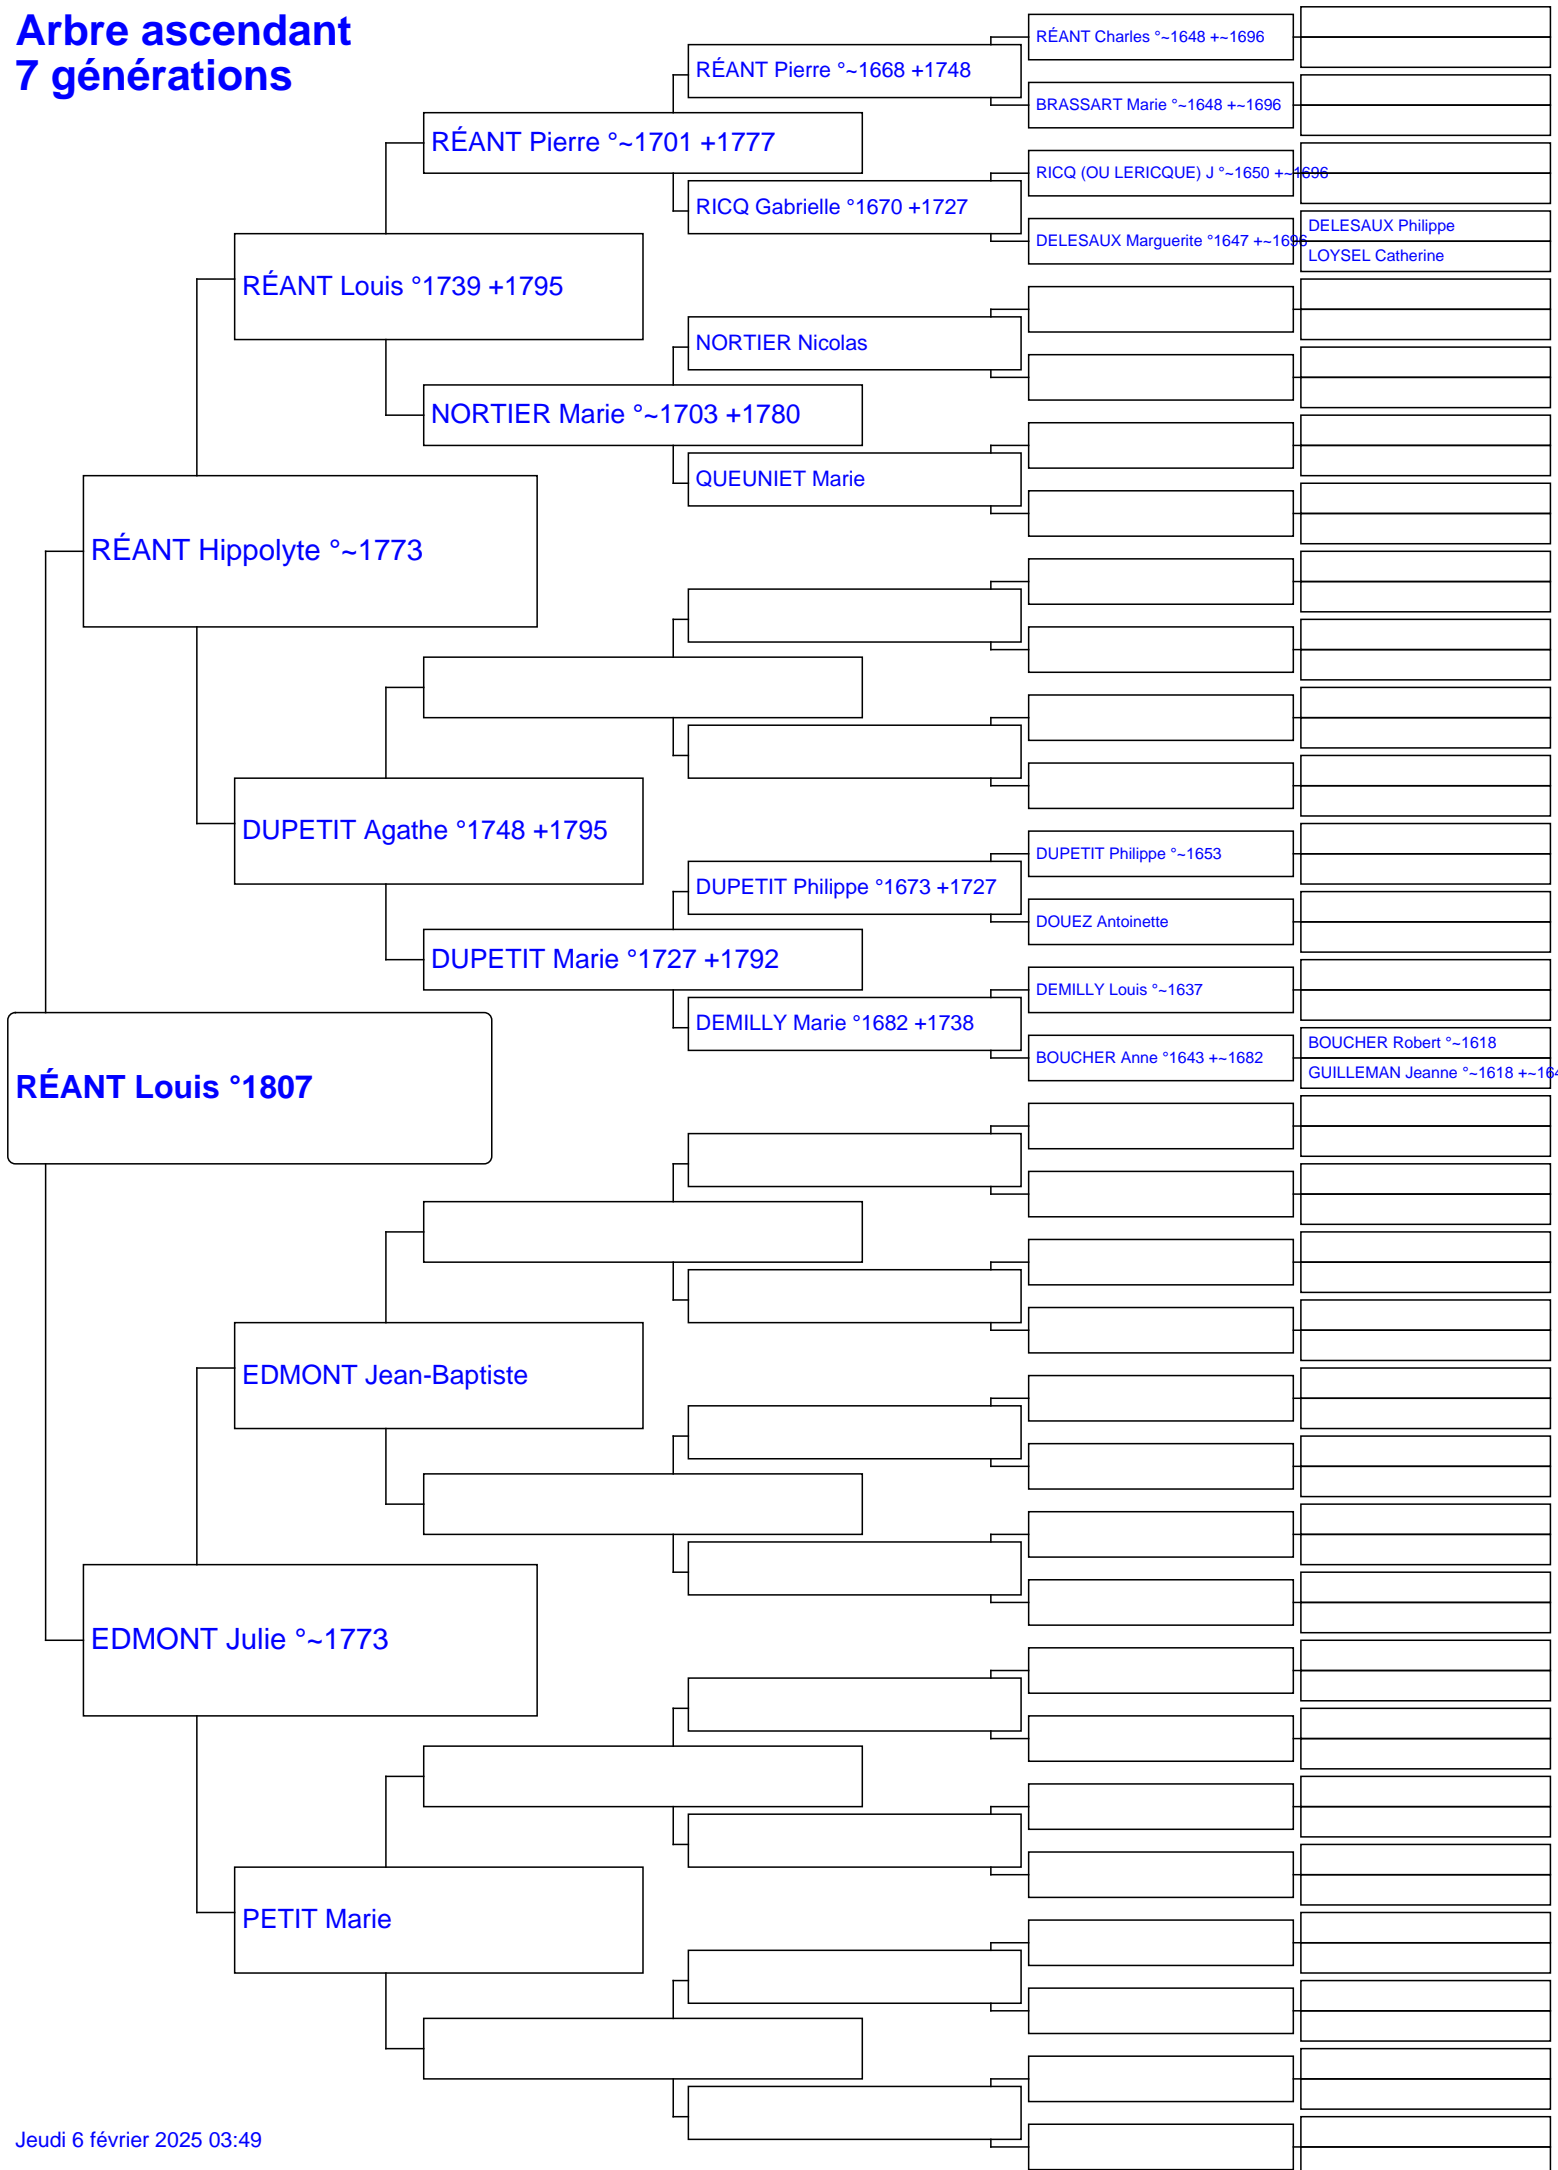 Arbre ascendant
7 générations
RÉANT Charles °~1648 +~1696
RÉANT Pierre °~1668 +1748
BRASSART Marie °~1648 +~1696
RÉANT Pierre °~1701 +1777
RICQ (OU LERICQUE) J °~1650 +~1696
RICQ Gabrielle °1670 +1727
DELESAUX Philippe
DELESAUX Marguerite °1647 +~1696
LOYSEL Catherine
RÉANT Louis °1739 +1795
NORTIER Nicolas
NORTIER Marie °~1703 +1780
QUEUNIET Marie
RÉANT Hippolyte °~1773
DUPETIT Agathe °1748 +1795
DUPETIT Philippe °~1653
DUPETIT Philippe °1673 +1727
DOUEZ Antoinette
DUPETIT Marie °1727 +1792
DEMILLY Louis °~1637
DEMILLY Marie °1682 +1738
BOUCHER Robert °~1618
BOUCHER Anne °1643 +~1682
GUILLEMAN Jeanne °~1618
RÉANT Louis °1807
EDMONT Jean-Baptiste
EDMONT Julie °~1773
PETIT Marie
Jeudi 6 février 2025 03:49